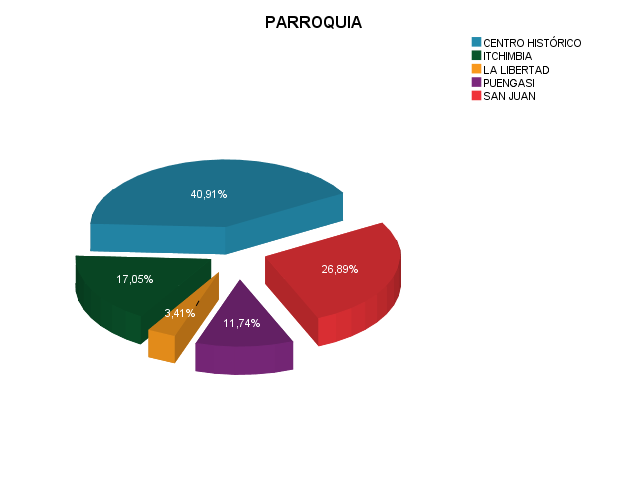 PARROQUIA
CENTRO HISTÓRICO
ITCHIMBIA
LA LIBERTAD
PUENGASI
SAN JUAN
40,91%
26,89%
17,05%
3,41%
11,74%